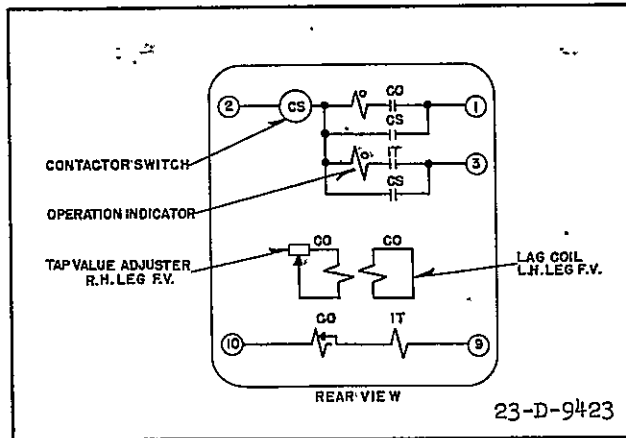 O CO
2 CS 1
CS
CONTACTOR SWITCH
O IT 3
CS
OPERATION INDICATOR
TAP VALUE ADJUSTER
R.H. LEG F.V.
CO CO
LAG COIL
L.H. LEG F.V.
CO IT
10 9
REAR VIEW
23-D-9423